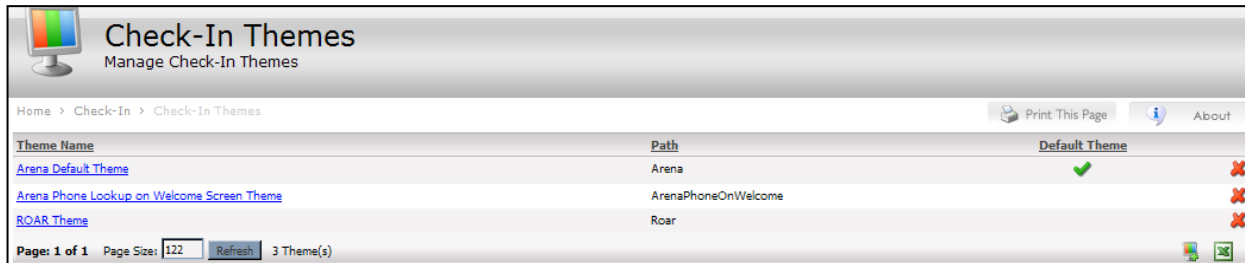 Check-In Themes
Manage Check-In Themes
Home > Check-In > Check-In Themes
Print This Page About
Theme Name Path Default Theme
Arena Default Theme Arena
Arena Phone Lookup on Welcome Screen Theme ArenaPhoneOnWelcome
ROAR Theme Roar
Page: 1 of 1 Page Size: 122 Refresh 3 Theme(s)